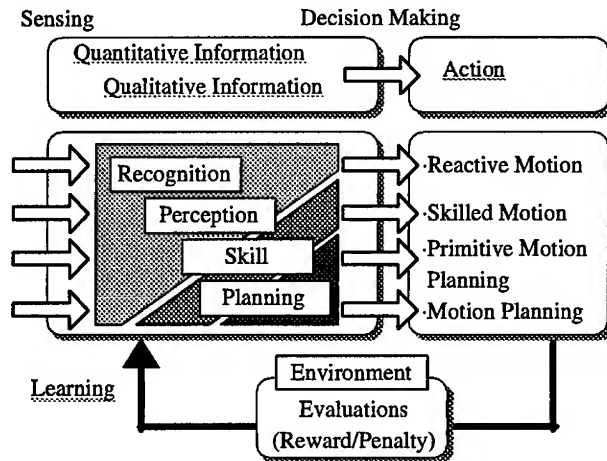 Sensing
Decision Making
Quantitative Information
Qualitative Information
Action
Recognition
Perception
Skill
Planning
·Reactive Motion
·Skilled Motion
·Primitive Motion
Planning
·Motion Planning
Learning
Environment
Evaluations
(Reward/Penalty)